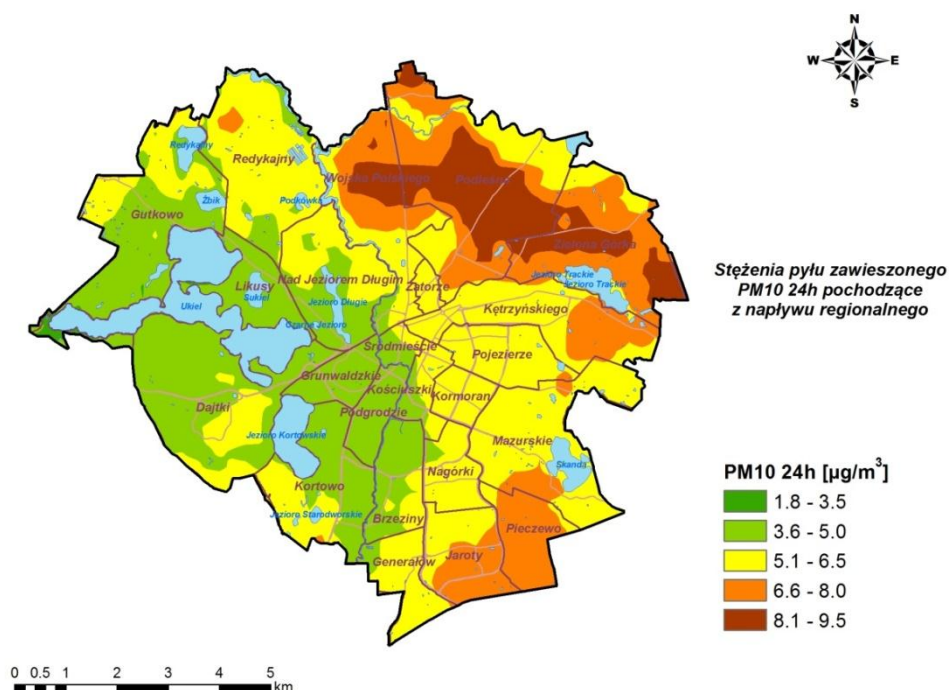 N
W E
S
Redykajny
Redykajny
Wojska Polskiego
Podleśna
Żbik
Podkówka
Gutkowo
Zielona Górka
Likusy
Sukiel
Nad Jeziorem Długim
Zatorze
Jezioro Trackie
Jezioro Trackie
Ukiel
Jezioro Długie
Kętrzyńskiego
Czarne Jezioro
Śródmieście
Pojezierze
Grunwaldzkie
Kościuszki
Kormoran
Dajtki
Podgrodzie
Jezioro Kortowskie
Mazurskie
Skanda
Nagórki
Kortowo
Jezioro Starodworskie
Brzeziny
Pieczewo
Generałów
Jaroty
Stężenia pyłu zawieszonego
PM10 24h pochodzące
z napływu regionalnego
PM10 24h [µg/m³]
1.8 - 3.5
3.6 - 5.0
5.1 - 6.5
6.6 - 8.0
8.1 - 9.5
0 0.5 1 2 3 4 5
km